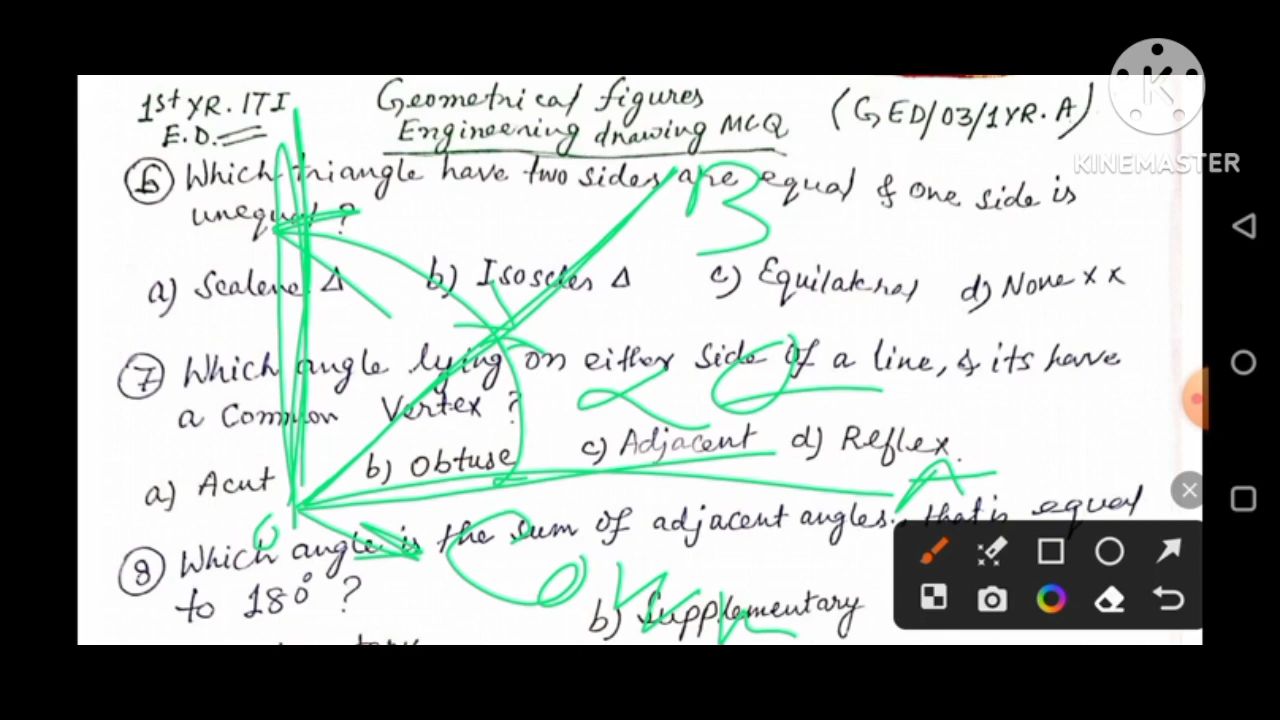 1st YR. ITI
E.D.
Geometrical figures
Engineering drawing MCQ
(GED/03/1YR.A)
KINEMASTER
6 Which triangle have two sides are equal & one side is
unequal ?
a) Scalene Δ b) Isoscles Δ c) Equilateral d) None x x
7 Which angle lying on either side of a line, & its have
a Common Vertex ?
a) Acut b) Obtuse c) Adjacent d) Reflex.
8 Which angle is the sum of adjacent angles. that is equal
to 180° ?
b) Supplementary
B
A
O